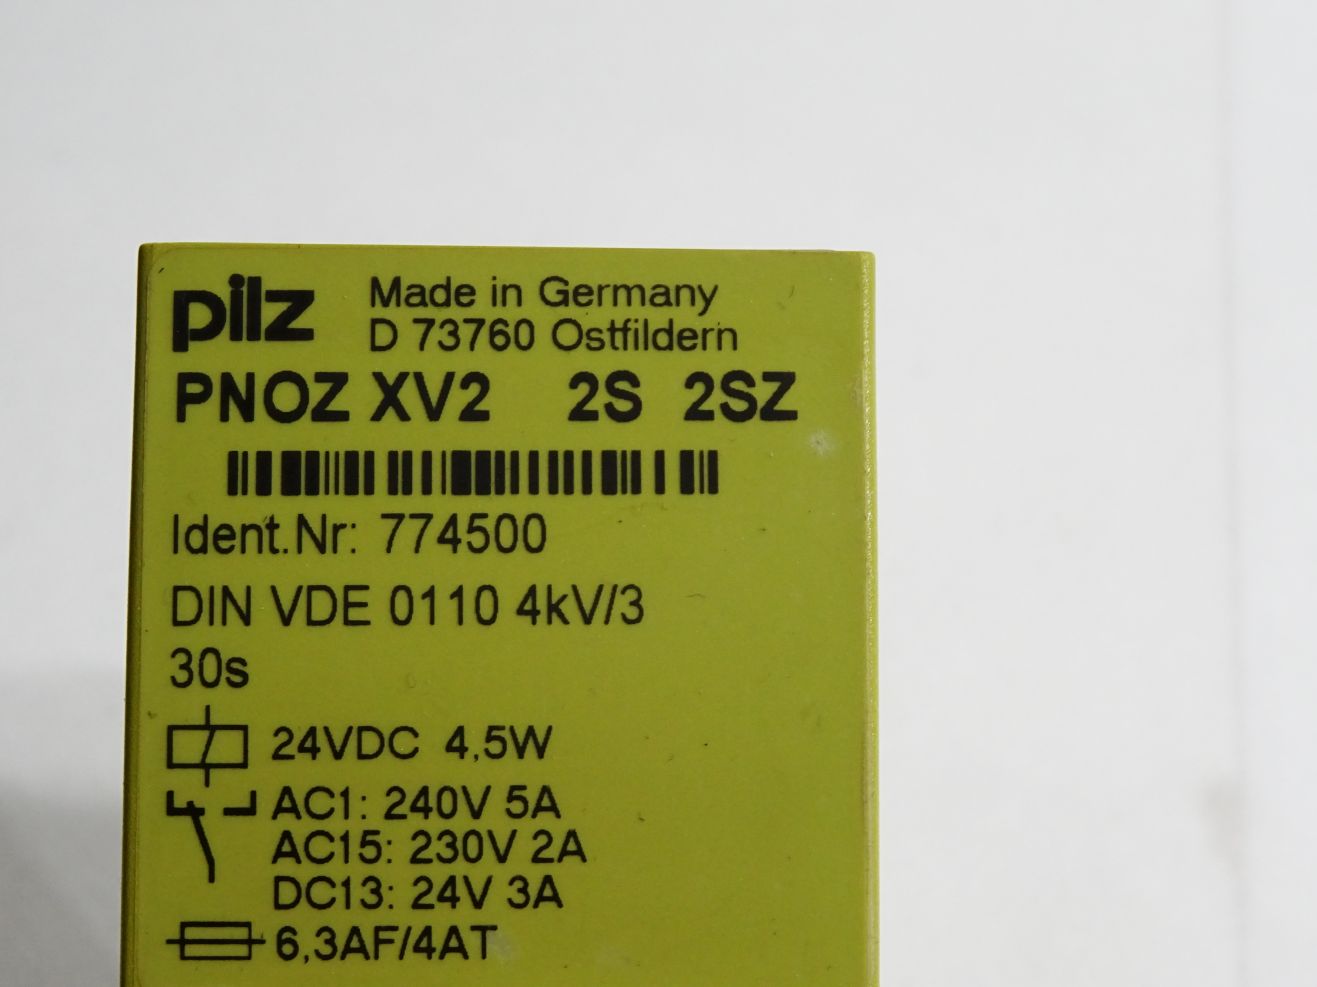 pilz Made in Germany
D 73760 Ostfildern
PNOZ XV2 2S 2SZ
Ident.Nr: 774500
DIN VDE 0110 4kV/3
30s
24VDC 4,5W
AC1: 240V 5A
AC15: 230V 2A
DC13: 24V 3A
6,3AF/4AT